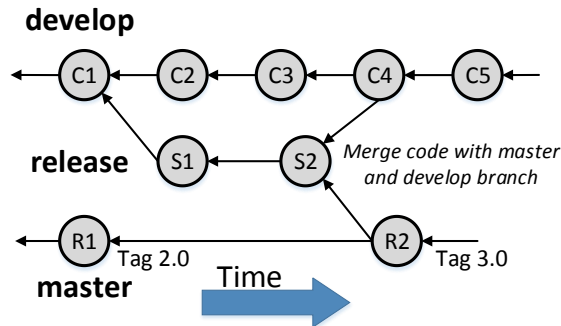 develop
C1 C2 C3 C4 C5
release S1 S2 Merge code with master
and develop branch
R1 R2
Tag 2.0 Tag 3.0
master Time